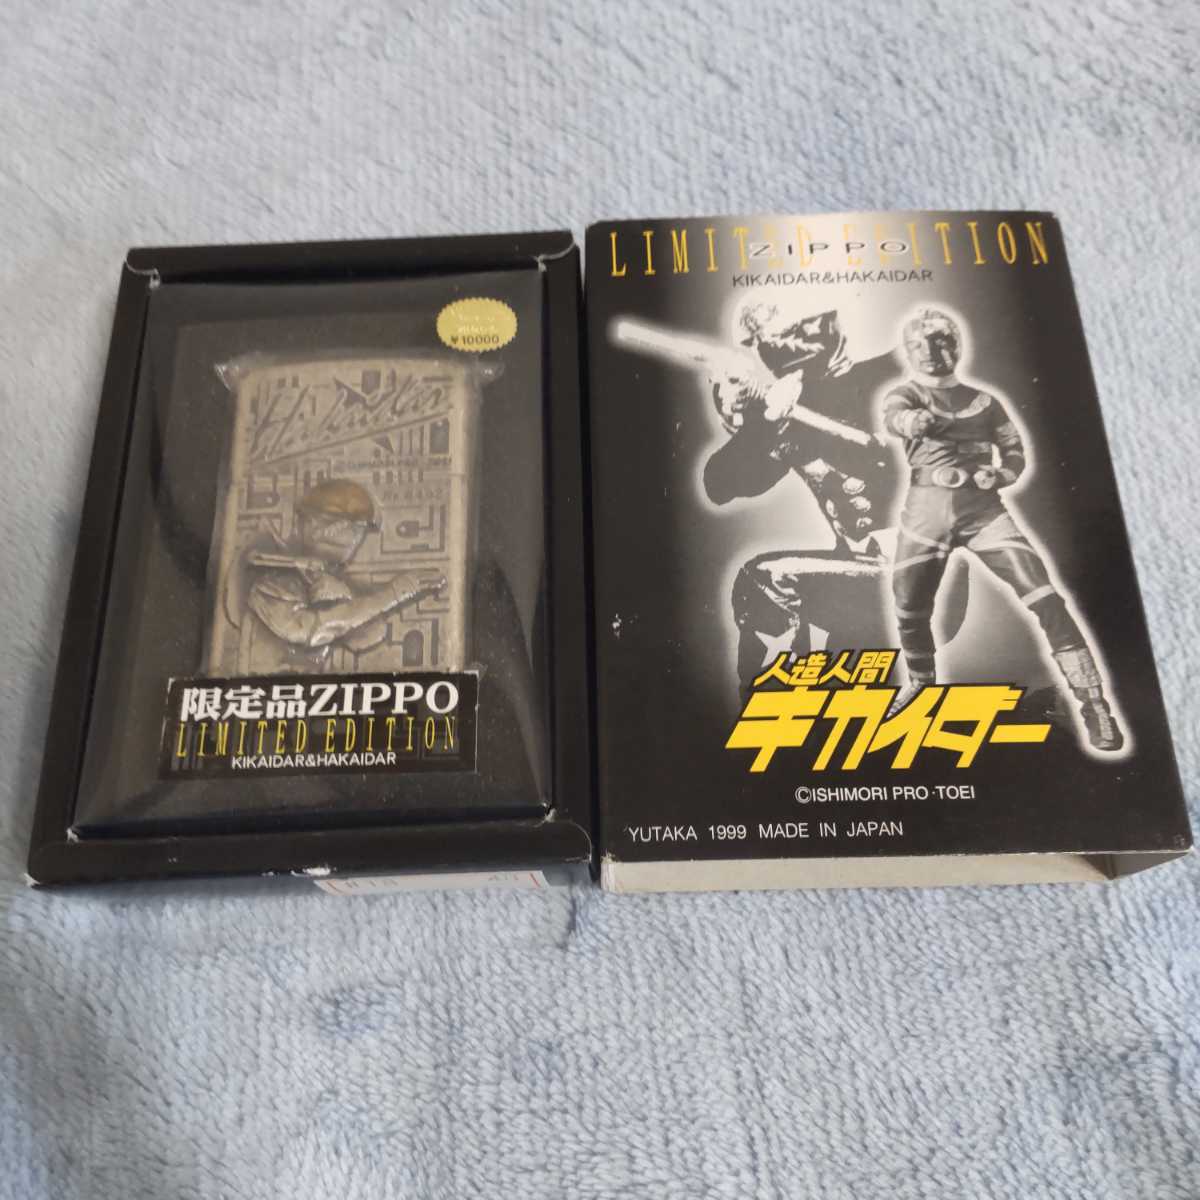 ¥10000
Hakaider
限定品ZIPPO
LIMITED EDITION
KIKAIDAR&HAKAIDAR
LIMITED EDITION
ZIPPO
KIKAIDAR&HAKAIDAR
人造人間
キカイダー
©ISHIMORI PRO·TOEI
YUTAKA 1999 MADE IN JAPAN